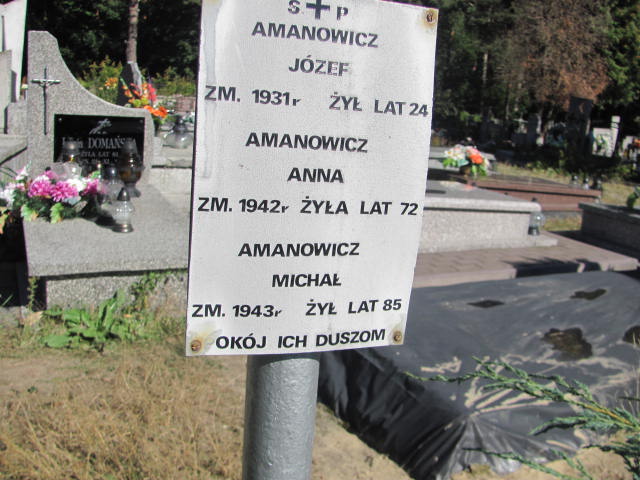 Ś + P
AMANOWICZ
JÓZEF
ZM. 1931r ŻYŁ LAT 24
AMANOWICZ
ANNA
ZM. 1942r ŻYŁA LAT 72
AMANOWICZ
MICHAŁ
ZM. 1943r ŻYŁ LAT 85
OKÓJ ICH DUSZOM
DOMAŃSKA